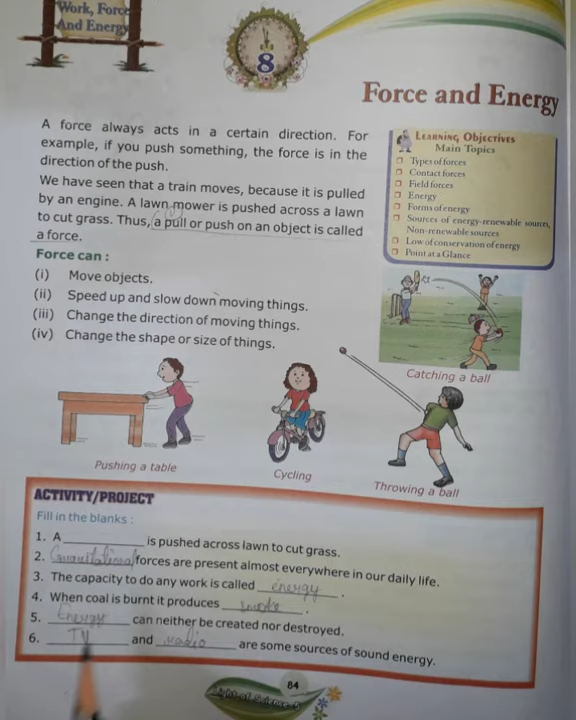 Work, Force
And Energy
8
Force and Energy
A force always acts in a certain direction. For
example, if you push something, the force is in the
direction of the push.
We have seen that a train moves, because it is pulled
by an engine. A lawn mower is pushed across a lawn
to cut grass. Thus, a pull or push on an object is called
a force.
Force can :
(i) Move objects.
(ii) Speed up and slow down moving things.
(iii) Change the direction of moving things.
(iv) Change the shape or size of things.
LEARNING OBJECTIVES
Main Topics
Types of forces
Contact forces
Field forces
Energy
Forms of energy
Sources of energy-renewable sources,
Non-renewable sources
Low of conservation of energy
Point at a Glance
Catching a ball
Pushing a table
Cycling
Throwing a ball
ACTIVITY/PROJECT
Fill in the blanks :
1. A ________ is pushed across lawn to cut grass.
2. Gravitational forces are present almost everywhere in our daily life.
3. The capacity to do any work is called energy.
4. When coal is burnt it produces smoke.
5. Energy can neither be created nor destroyed.
6. TV and radio are some sources of sound energy.
84
Light of Science-5